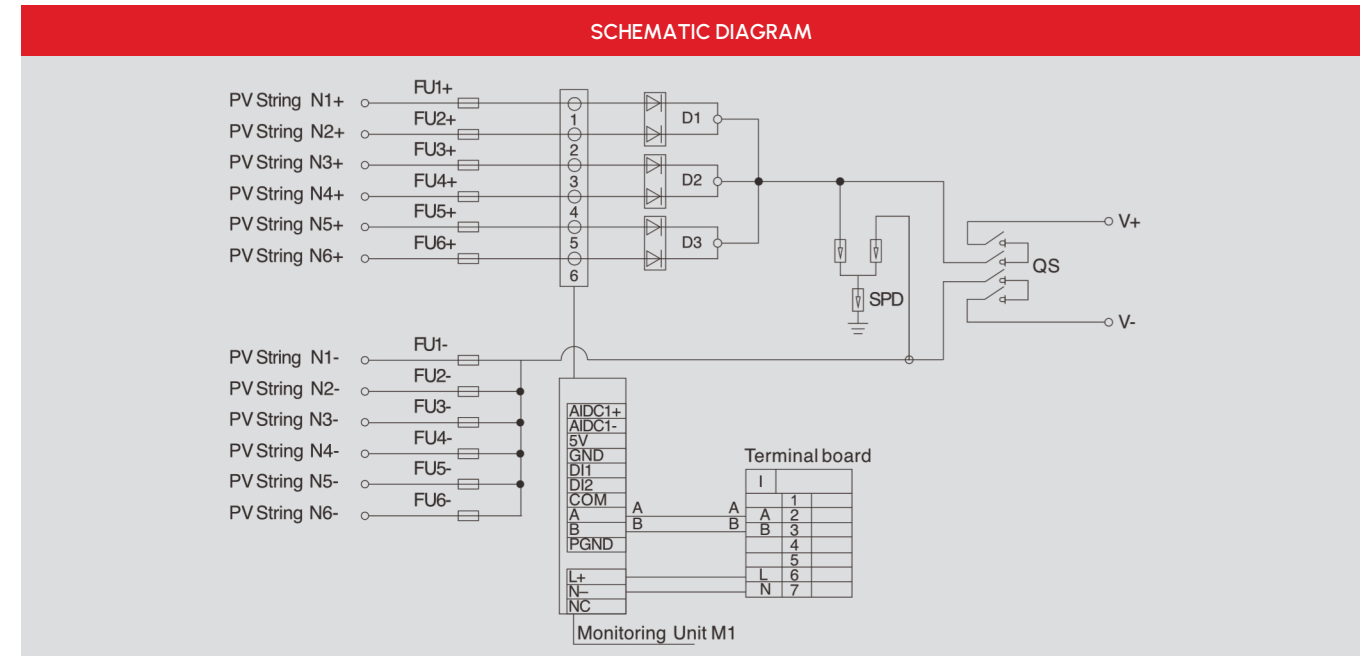 SCHEMATIC DIAGRAM
PV String N1+ FU1+
1
PV String N2+ FU2+
2
D1
PV String N3+ FU3+
3
PV String N4+ FU4+
4
D2
PV String N5+ FU5+
5
PV String N6+ FU6+
6
D3
V+
QS
SPD
V-
PV String N1- FU1-
PV String N2- FU2-
PV String N3- FU3-
PV String N4- FU4-
PV String N5- FU5-
PV String N6- FU6-
AIDC1+
AIDC1-
5V
GND
DI1
DI2
COM
A
B
PGND
L+
N–
NC
A A
B B
Terminal board
I
1
A 2
B 3
4
5
L 6
N 7
Monitoring Unit M1